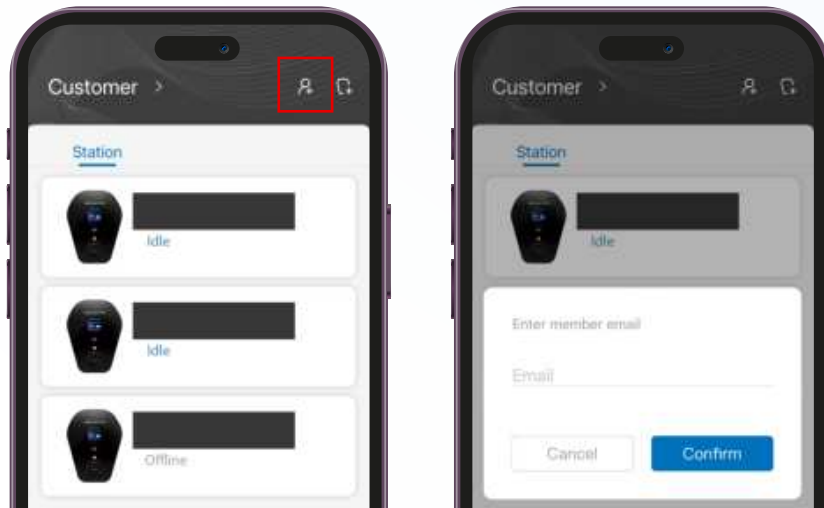 Customer >
Station
Idle
Idle
Offline
Customer >
Station
Idle
Enter member email
Email
Cancel
Confirm